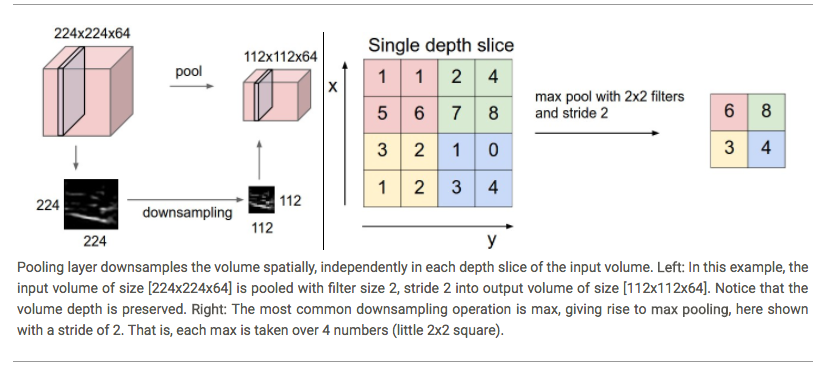 224x224x64
pool
112x112x64
224
224
downsampling
112
112
Single depth slice
x
1 1 2 4
5 6 7 8
3 2 1 0
1 2 3 4
y
max pool with 2x2 filters
and stride 2
6 8
3 4
Pooling layer downsamples the volume spatially, independently in each depth slice of the input volume. Left: In this example, the
input volume of size [224x224x64] is pooled with filter size 2, stride 2 into output volume of size [112x112x64]. Notice that the
volume depth is preserved. Right: The most common downsampling operation is max, giving rise to max pooling, here shown
with a stride of 2. That is, each max is taken over 4 numbers (little 2x2 square).